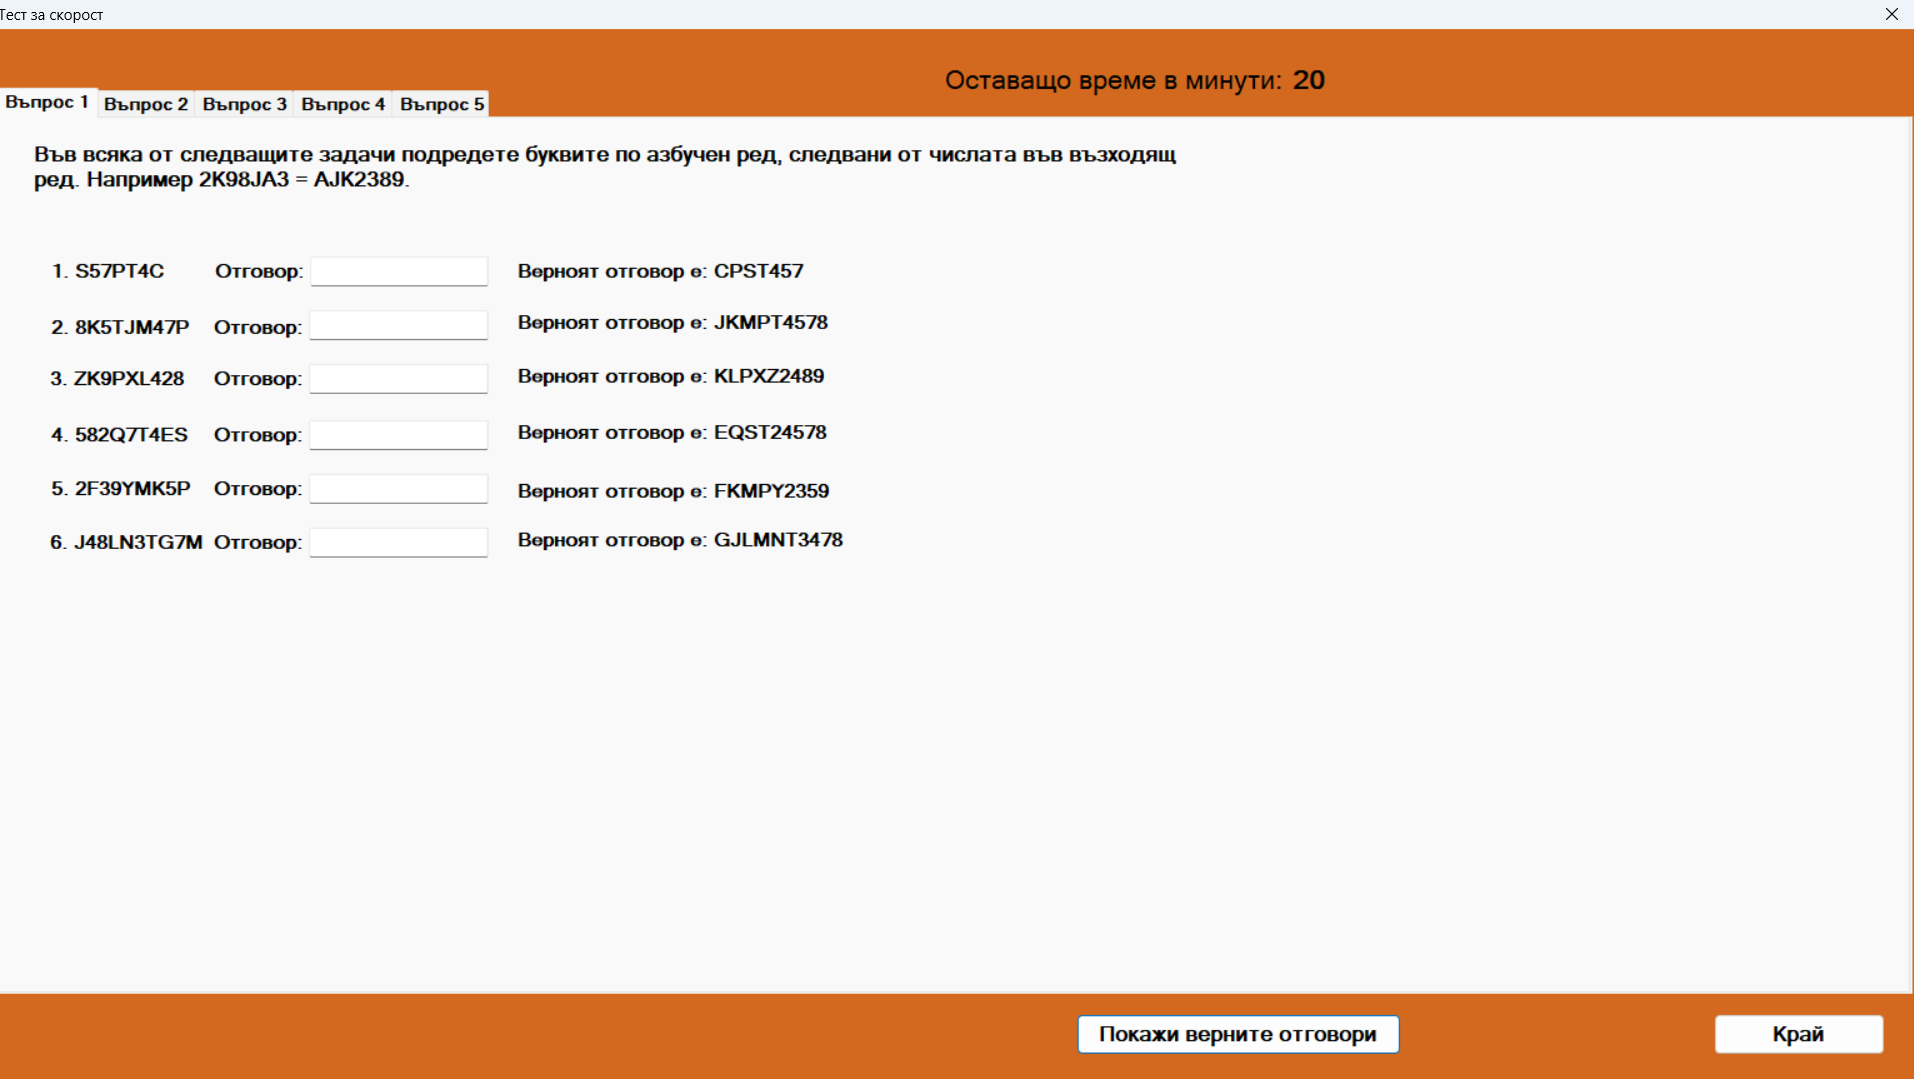 Тест за скорост
Оставащо време в минути: 20
Въпрос 1 Въпрос 2 Въпрос 3 Въпрос 4 Въпрос 5
Във всяка от следващите задачи подредете буквите по азбучен ред, следвани от числата във възходящ
ред. Например 2K98JA3 = AJK2389.
1. S57PT4C Отговор: Верноят отговор е: CPST457
2. 8K5TJM47P Отговор: Верноят отговор е: JKMPT4578
3. ZK9PXL428 Отговор: Верноят отговор е: KLPXZ2489
4. 582Q7T4ES Отговор: Верноят отговор е: EQST24578
5. 2F39YMK5P Отговор: Верноят отговор е: FKMPY2359
6. J48LN3TG7M Отговор: Верноят отговор е: GJLMNT3478
Покажи верните отговори Край